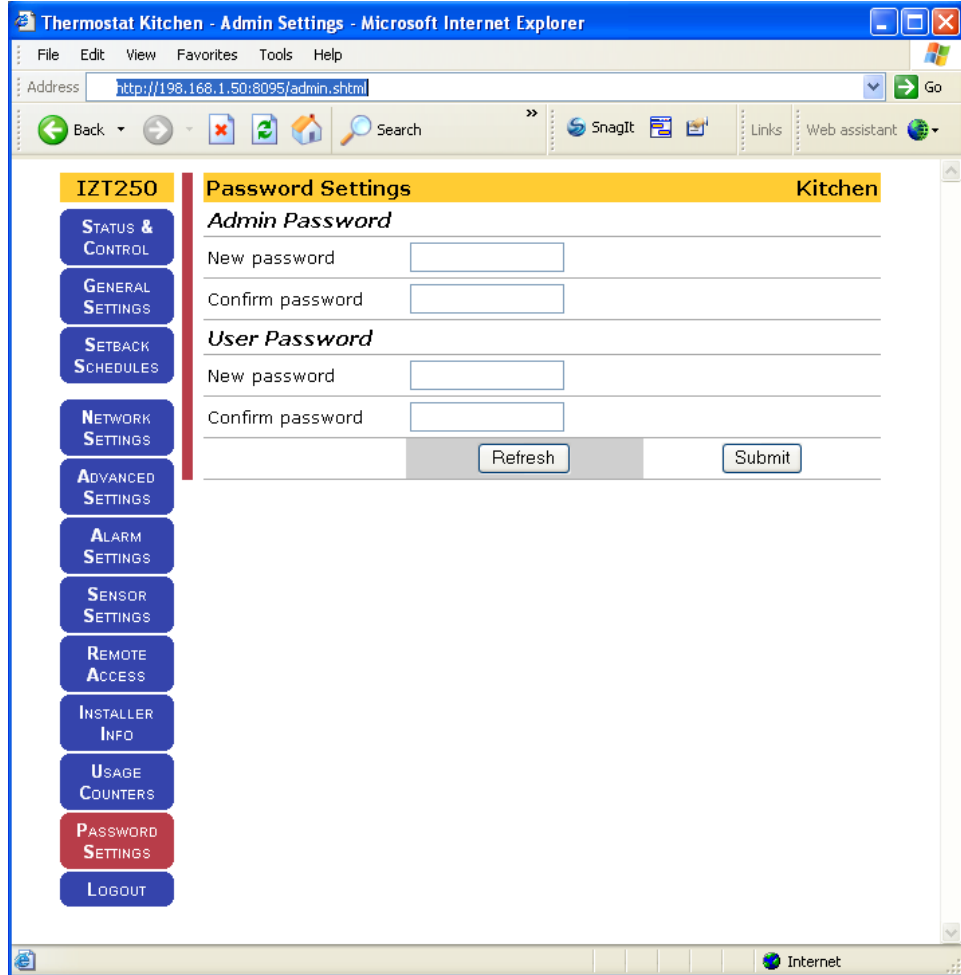 Thermostat Kitchen - Admin Settings - Microsoft Internet Explorer
File Edit View Favorites Tools Help
Address http://198.168.1.50:8095/admin.shtml Go
Back Search » SnagIt Links Web assistant
IZT250
Password Settings Kitchen
STATUS &
CONTROL
GENERAL
SETTINGS
SETBACK
SCHEDULES
NETWORK
SETTINGS
ADVANCED
SETTINGS
ALARM
SETTINGS
SENSOR
SETTINGS
REMOTE
ACCESS
INSTALLER
INFO
USAGE
COUNTERS
PASSWORD
SETTINGS
LOGOUT
Admin Password
New password
Confirm password
User Password
New password
Confirm password
Refresh Submit
Internet